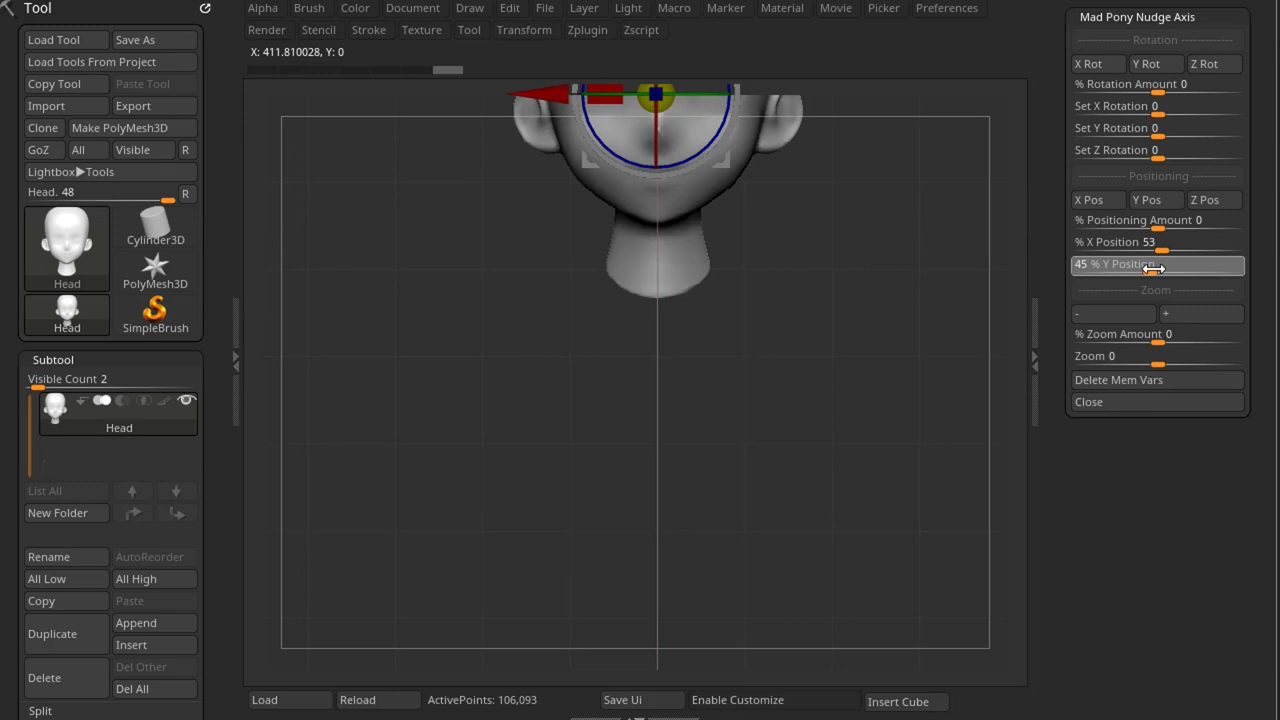 Tool
Load Tool
Save As
Load Tools From Project
Copy Tool
Paste Tool
Import
Export
Clone
Make PolyMesh3D
GoZ
All
Visible
R
Lightbox▶Tools
Head. 48
R
Head
Cylinder3D
PolyMesh3D
Head
SimpleBrush
Subtool
Visible Count 2
Head
List All
New Folder
Rename
AutoReorder
All Low
All High
Copy
Paste
Duplicate
Append
Insert
Delete
Del Other
Del All
Split
Alpha
Brush
Color
Document
Draw
Edit
File
Layer
Light
Macro
Marker
Material
Movie
Picker
Preferences
Render
Stencil
Stroke
Texture
Tool
Transform
Zplugin
Zscript
X: 411.810028, Y: 0
Load
Reload
ActivePoints: 106,093
Save Ui
Enable Customize
Insert Cube
Mad Pony Nudge Axis
-------------- Rotation --------------
X Rot
Y Rot
Z Rot
% Rotation Amount 0
Set X Rotation 0
Set Y Rotation 0
Set Z Rotation 0
------------- Positioning -------------
X Pos
Y Pos
Z Pos
% Positioning Amount 0
% X Position 53
45 % Y Position
---------------- Zoom ----------------
-
+
% Zoom Amount 0
Zoom 0
Delete Mem Vars
Close